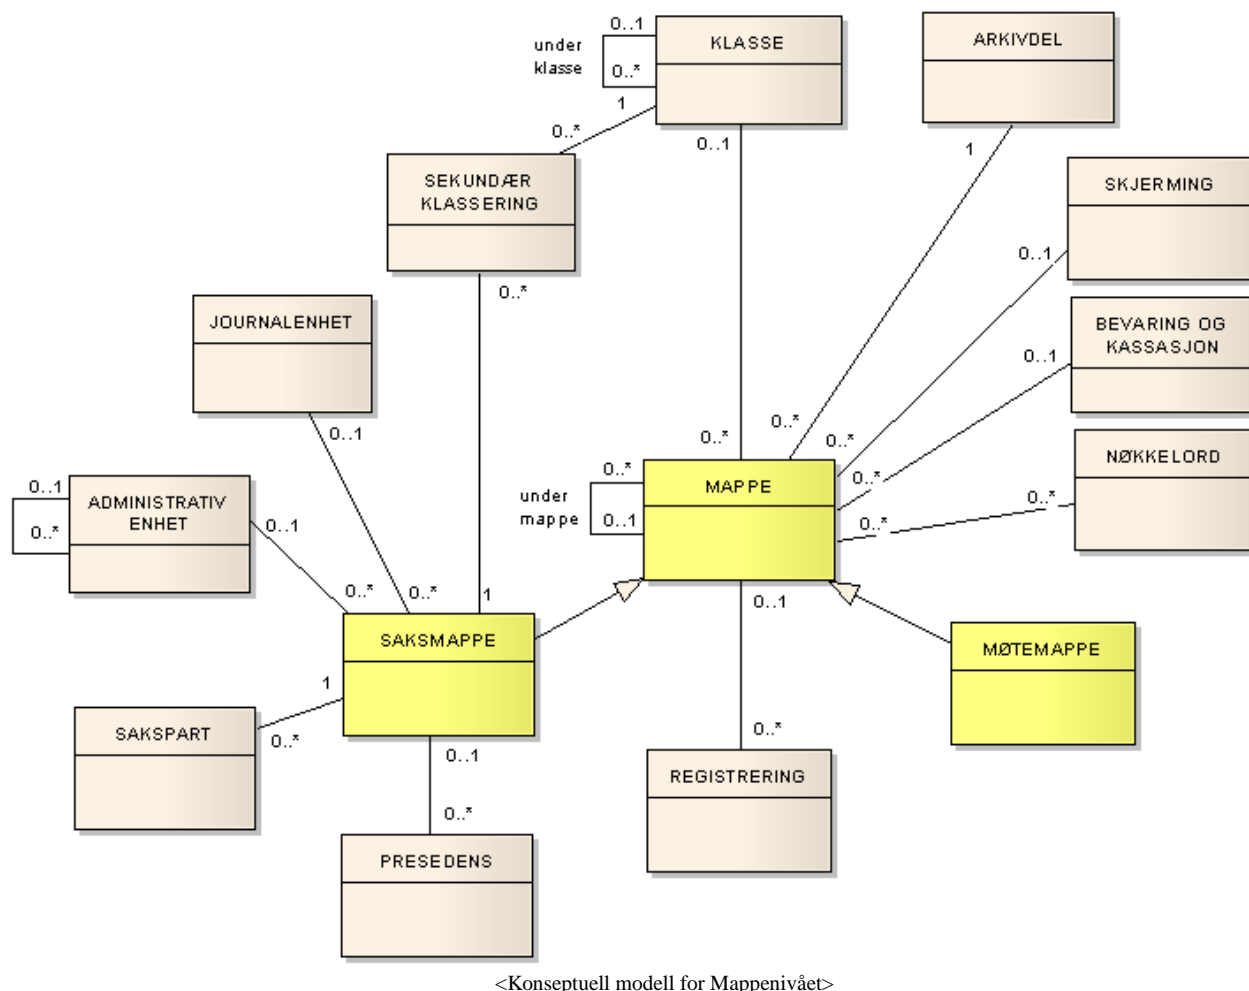 0..1
KLASSE
ARKIVDEL
under
klasse
0..*
1
0..*
0..1
1
SEKUNDÆR
KLASSERING
SKJERMING
0..1
0..*
JOURNALENHET
BEVARING OG
KASSASJON
0..1
0..1
0..*
0..*
0..*
NØKKELORD
0..*
MAPPE
0..*
0..*
under
mappe
0..1
0..*
0..1
ADMINISTRATIV
ENHET
0..1
0..*
0..*
0..*
1
0..1
SAKSMAPPE
MØTEMAPPE
1
SAKSPART
0..*
0..1
0..*
REGISTRERING
0..*
PRESEDENS
<Konseptuell modell for Mappenivået>